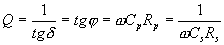 Q = 1/tgδ = tgφ = ωC_pR_p = 1/ωC_sR_s